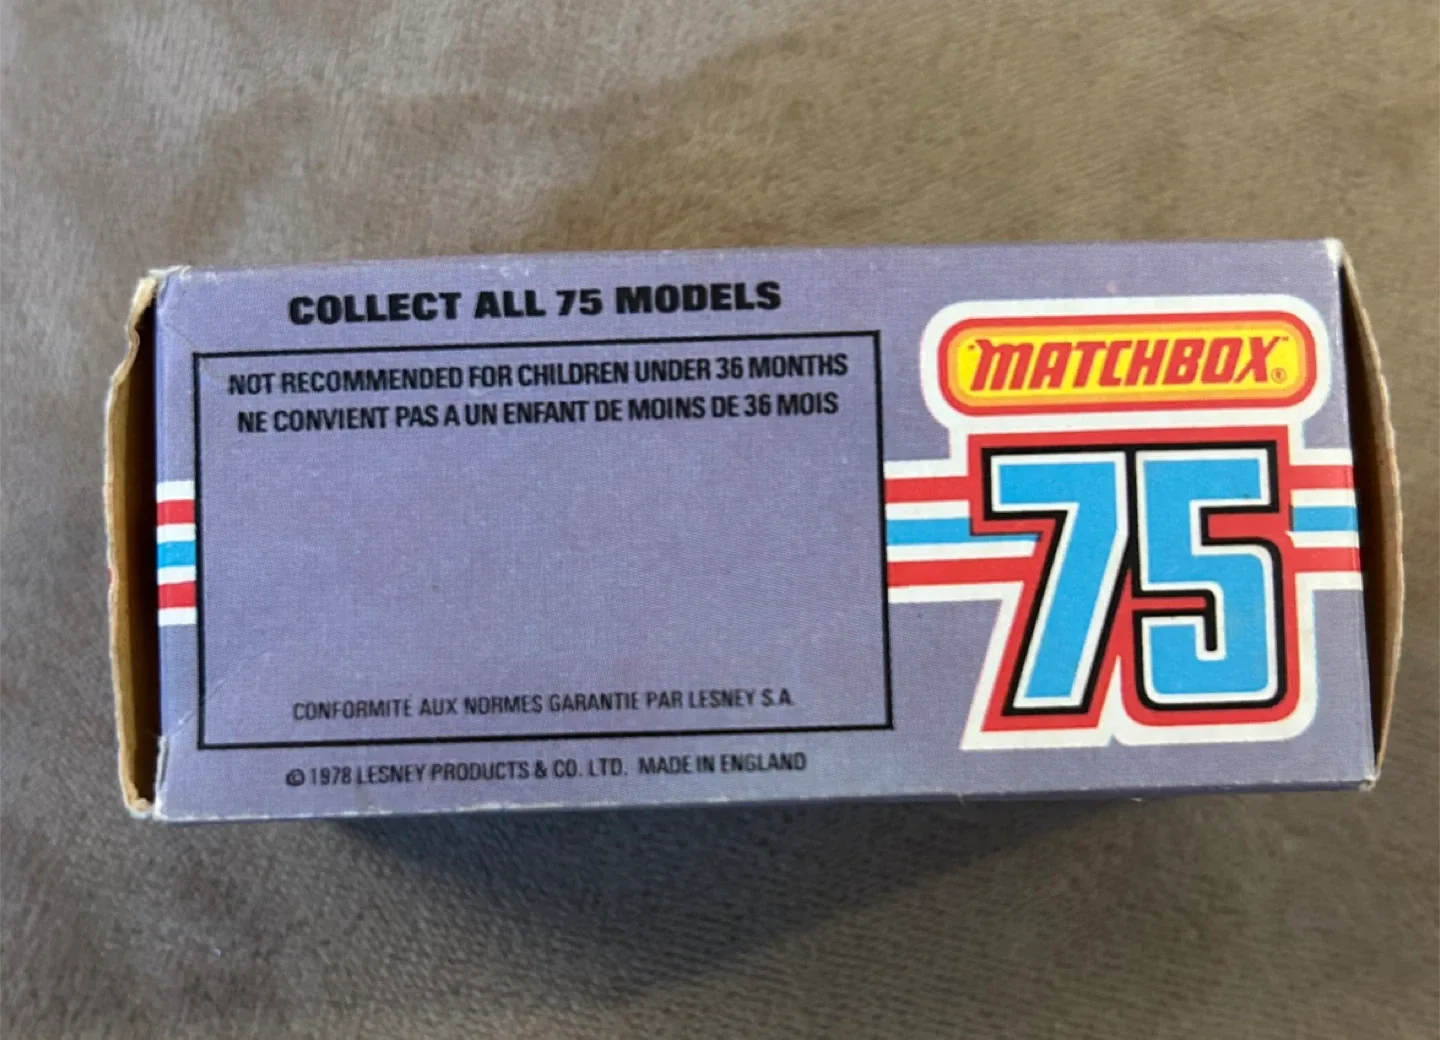 COLLECT ALL 75 MODELS
NOT RECOMMENDED FOR CHILDREN UNDER 36 MONTHS
NE CONVIENT PAS A UN ENFANT DE MOINS DE 36 MOIS
CONFORMITÉ AUX NORMES GARANTIE PAR LESNEY S.A.
© 1978 LESNEY PRODUCTS & CO. LTD. MADE IN ENGLAND
"MATCHBOX"®
75